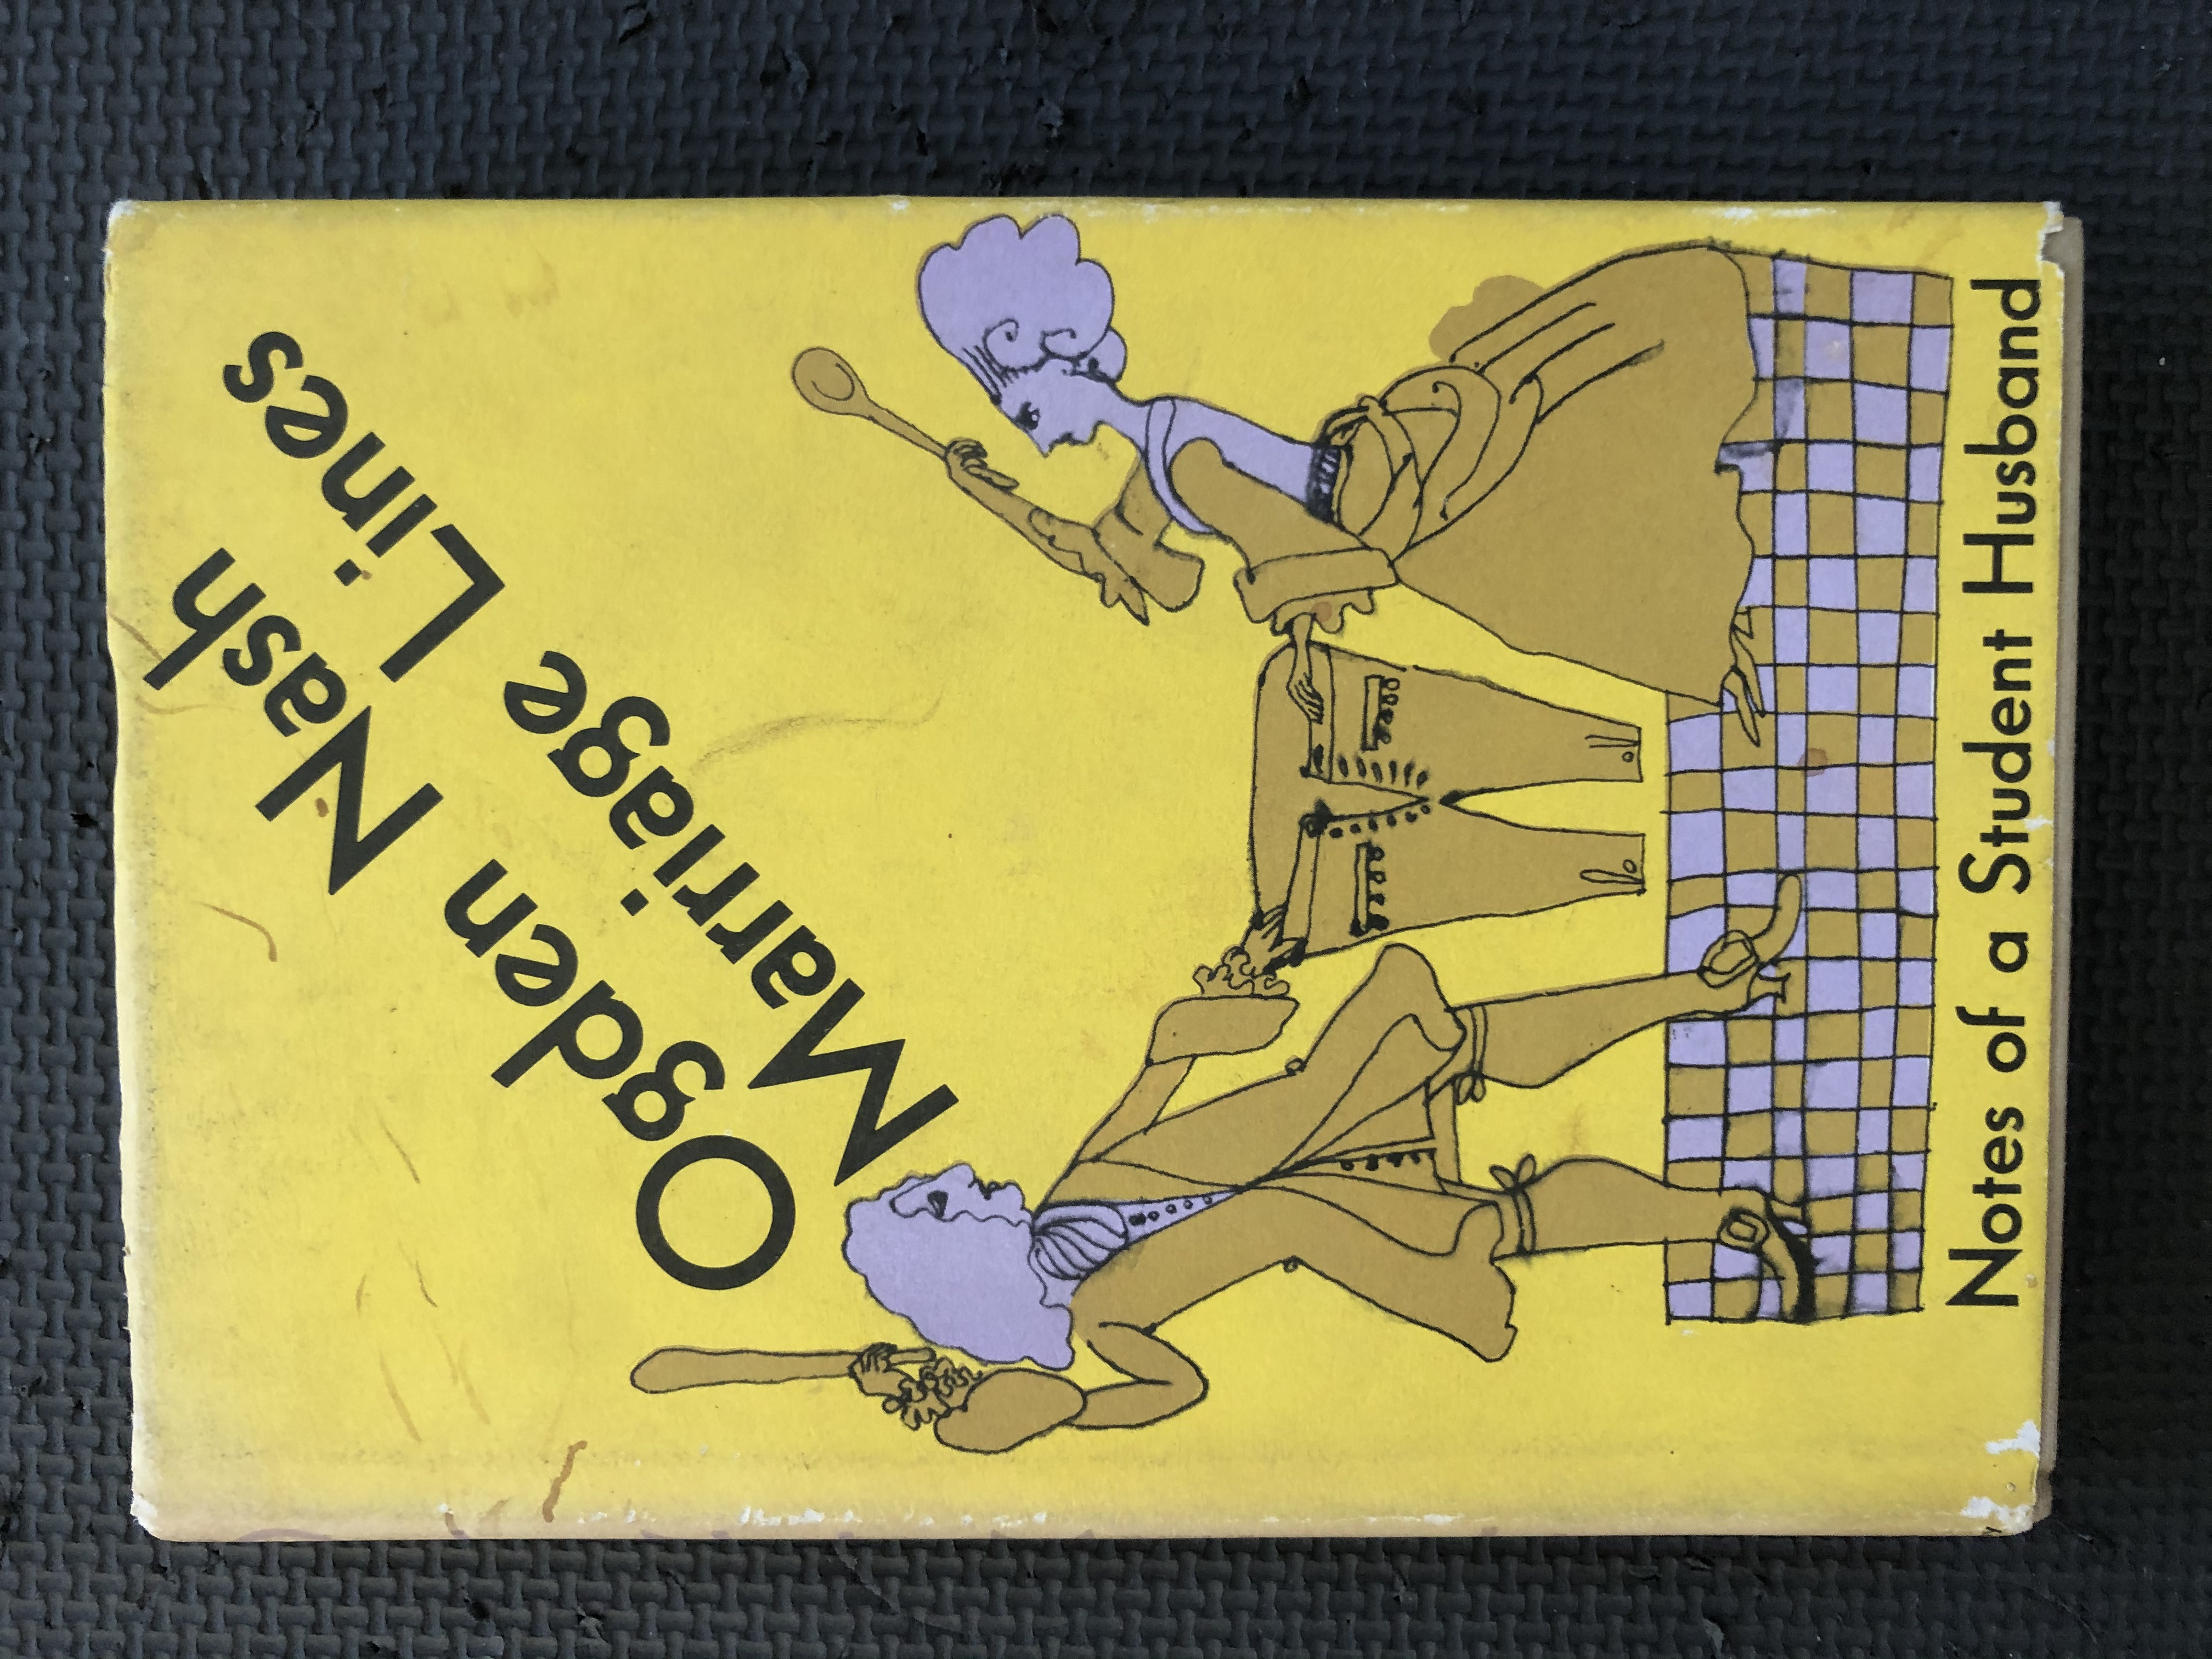 Ogden Nash
Marriage
Lines
Notes of a Student Husband